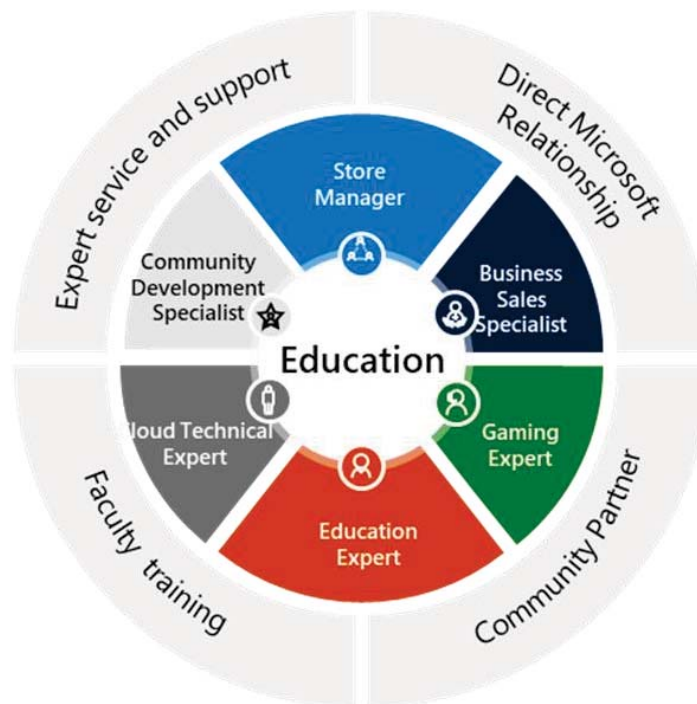 Expert service and support
Direct Microsoft
Relationship
Store
Manager
Community
Development
Specialist
Business
Sales
Specialist
Education
loud Technical
Expert
Gaming
Expert
Education
Expert
Faculty training
Community Partner